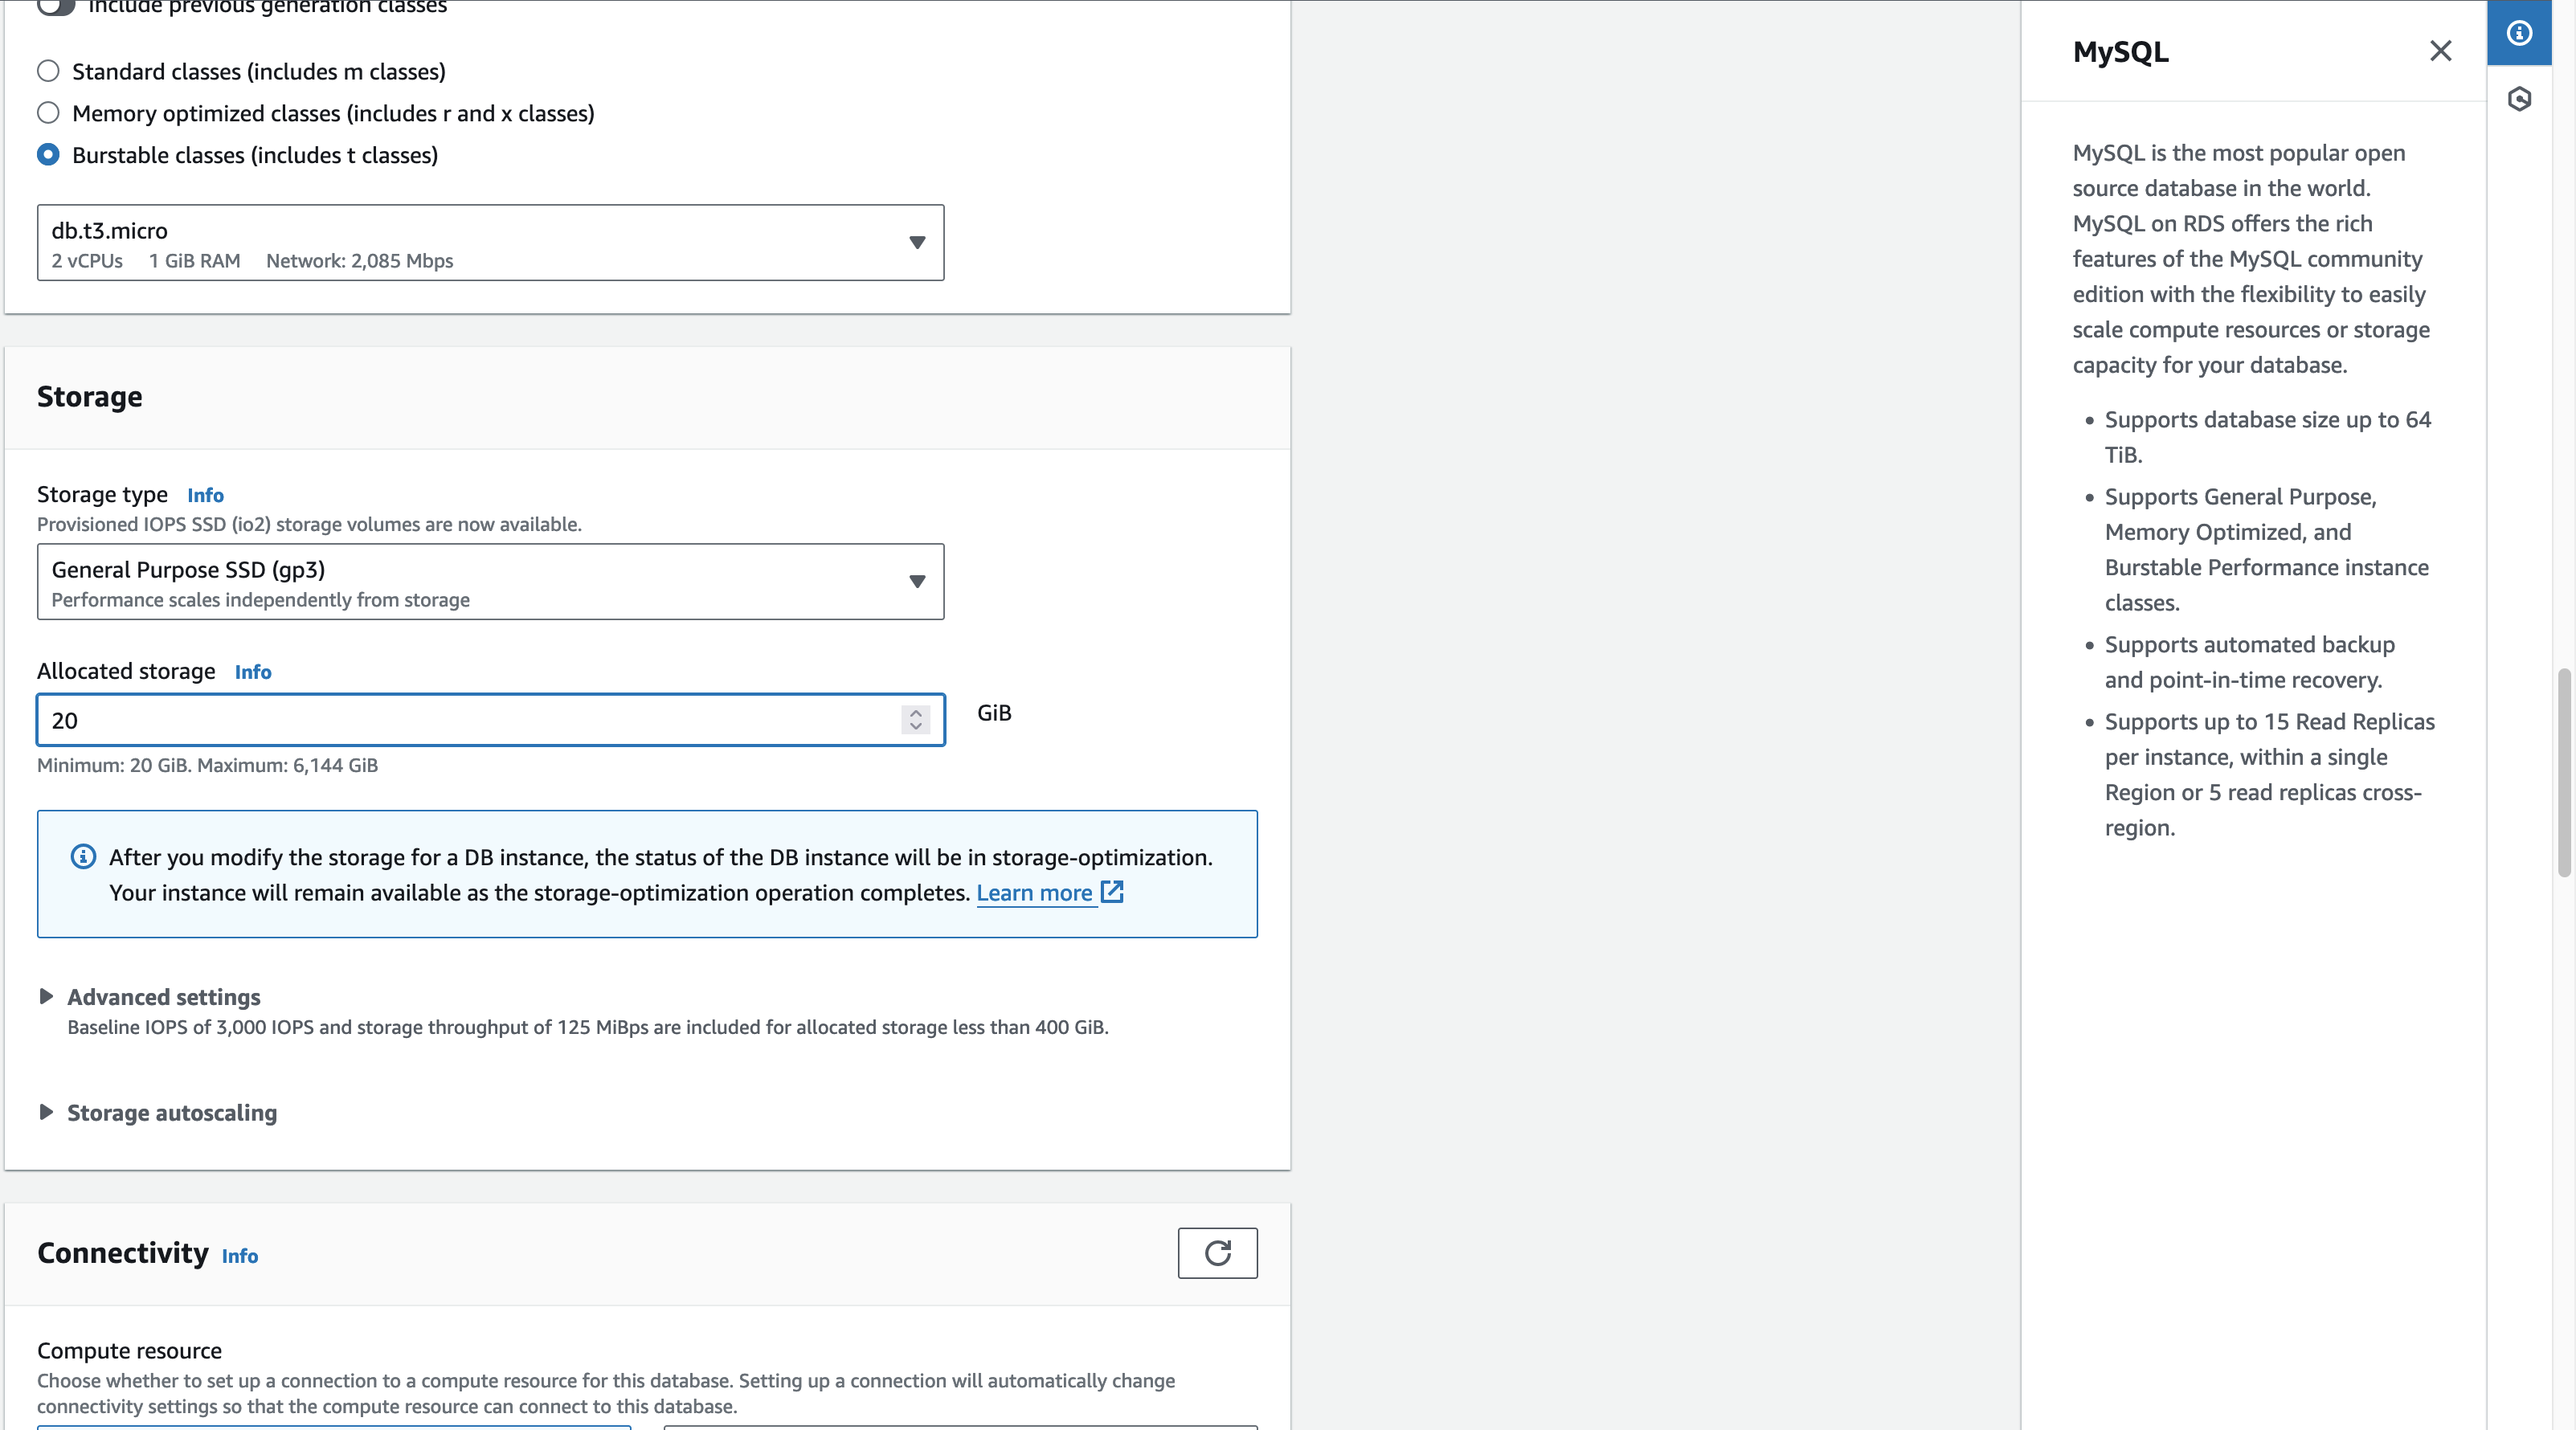 Include previous generation classes
Standard classes (includes m classes)
Memory optimized classes (includes r and x classes)
Burstable classes (includes t classes)
db.t3.micro
2 vCPUs 1 GiB RAM Network: 2,085 Mbps
Storage
Storage type Info
Provisioned IOPS SSD (io2) storage volumes are now available.
General Purpose SSD (gp3)
Performance scales independently from storage
Allocated storage Info
20
GiB
Minimum: 20 GiB. Maximum: 6,144 GiB
After you modify the storage for a DB instance, the status of the DB instance will be in storage-optimization.
Your instance will remain available as the storage-optimization operation completes. Learn more
Advanced settings
Baseline IOPS of 3,000 IOPS and storage throughput of 125 MiBps are included for allocated storage less than 400 GiB.
Storage autoscaling
Connectivity Info
Compute resource
Choose whether to set up a connection to a compute resource for this database. Setting up a connection will automatically change
connectivity settings so that the compute resource can connect to this database.
MySQL
MySQL is the most popular open
source database in the world.
MySQL on RDS offers the rich
features of the MySQL community
edition with the flexibility to easily
scale compute resources or storage
capacity for your database.
• Supports database size up to 64
TiB.
• Supports General Purpose,
Memory Optimized, and
Burstable Performance instance
classes.
• Supports automated backup
and point-in-time recovery.
• Supports up to 15 Read Replicas
per instance, within a single
Region or 5 read replicas cross-
region.